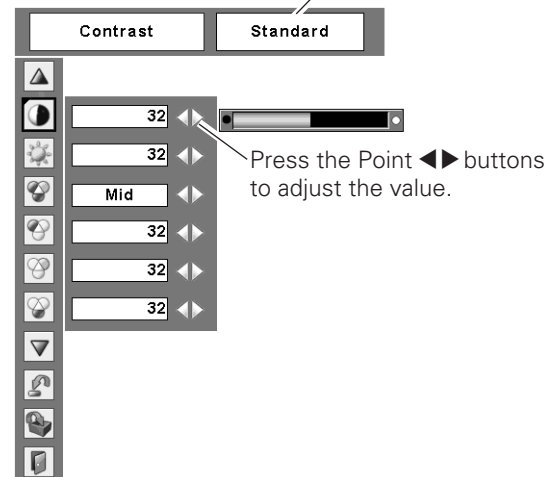 Contrast Standard
32
32
Mid
32
32
32
Press the Point ◀▶ buttons
to adjust the value.